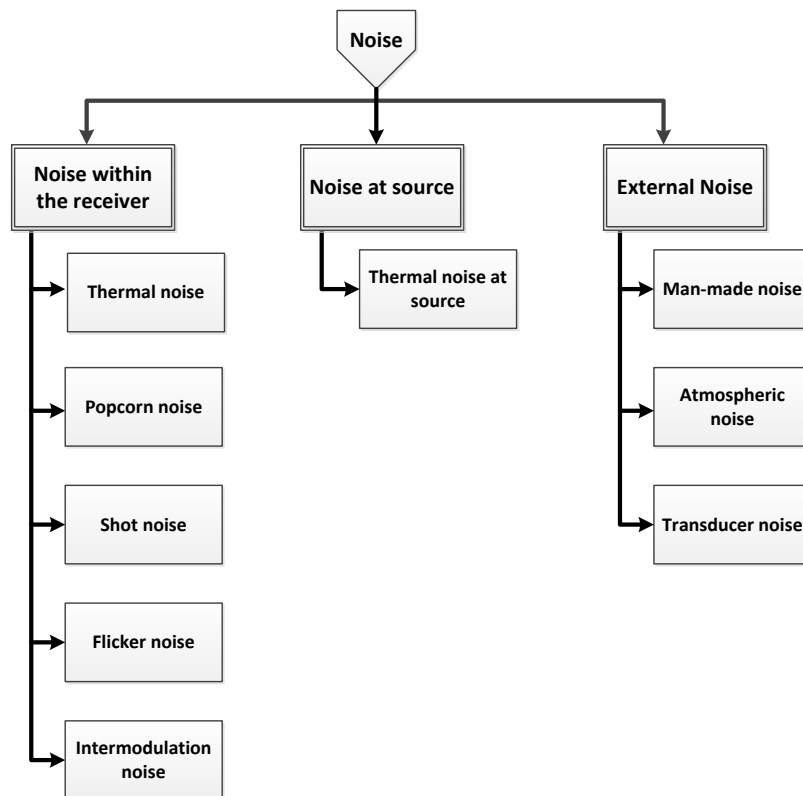 Noise
Noise within
the receiver
Thermal noise
Popcorn noise
Shot noise
Flicker noise
Intermodulation
noise
Noise at source
Thermal noise at
source
External Noise
Man-made noise
Atmospheric
noise
Transducer noise